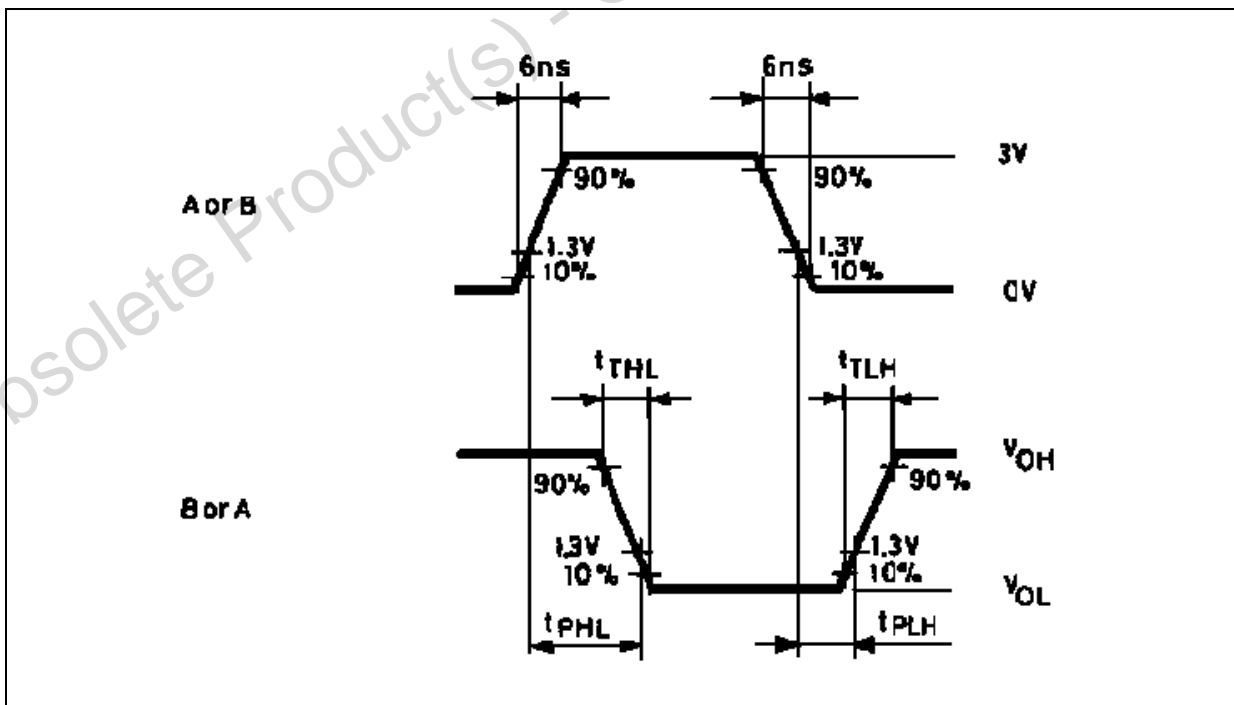 bsolete Product(s) -
6ns 6ns
3V
90% 90%
A or B
1.3V 1.3V
10% 10%
0V
tTHL tTLH
VOH
90% 90%
B or A
1.3V 1.3V
10% 10%
VOL
tPHL tPLH